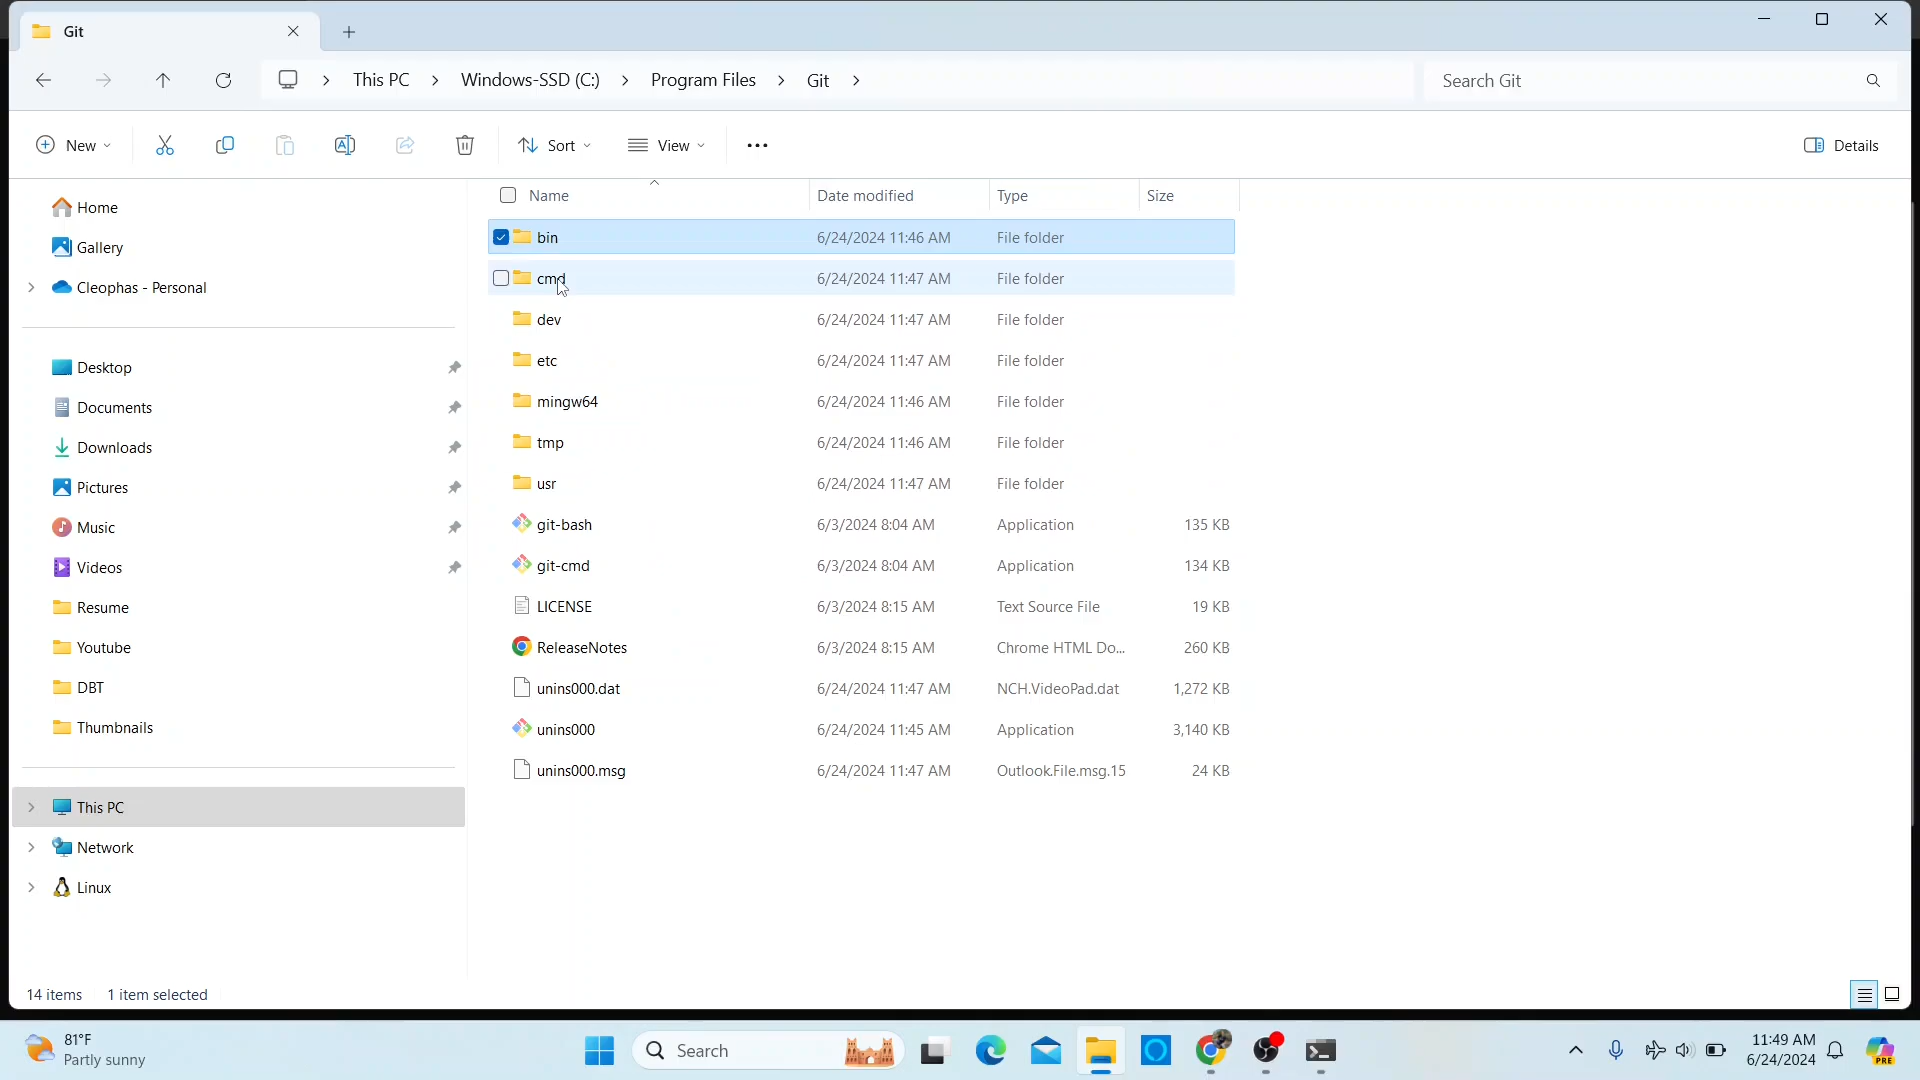 Git
This PC
Windows-SSD (C:)
Program Files
Git
Search Git
New
Sort
View
Details
Home
Gallery
Cleophas - Personal
Desktop
Documents
Downloads
Pictures
Music
Videos
Resume
Youtube
DBT
Thumbnails
This PC
Network
Linux
Name Date modified Type Size
bin 6/24/2024 11:46 AM File folder
cmd 6/24/2024 11:47 AM File folder
dev 6/24/2024 11:47 AM File folder
etc 6/24/2024 11:47 AM File folder
mingw64 6/24/2024 11:46 AM File folder
tmp 6/24/2024 11:46 AM File folder
usr 6/24/2024 11:47 AM File folder
git-bash 6/3/2024 8:04 AM Application 135 KB
git-cmd 6/3/2024 8:04 AM Application 134 KB
LICENSE 6/3/2024 8:15 AM Text Source File 19 KB
ReleaseNotes 6/3/2024 8:15 AM Chrome HTML Do... 260 KB
unins000.dat 6/24/2024 11:47 AM NCH.VideoPad.dat 1,272 KB
unins000 6/24/2024 11:45 AM Application 3,140 KB
unins000.msg 6/24/2024 11:47 AM Outlook.File.msg.15 24 KB
14 items 1 item selected
81°F
Partly sunny
Search
11:49 AM
6/24/2024
PRE